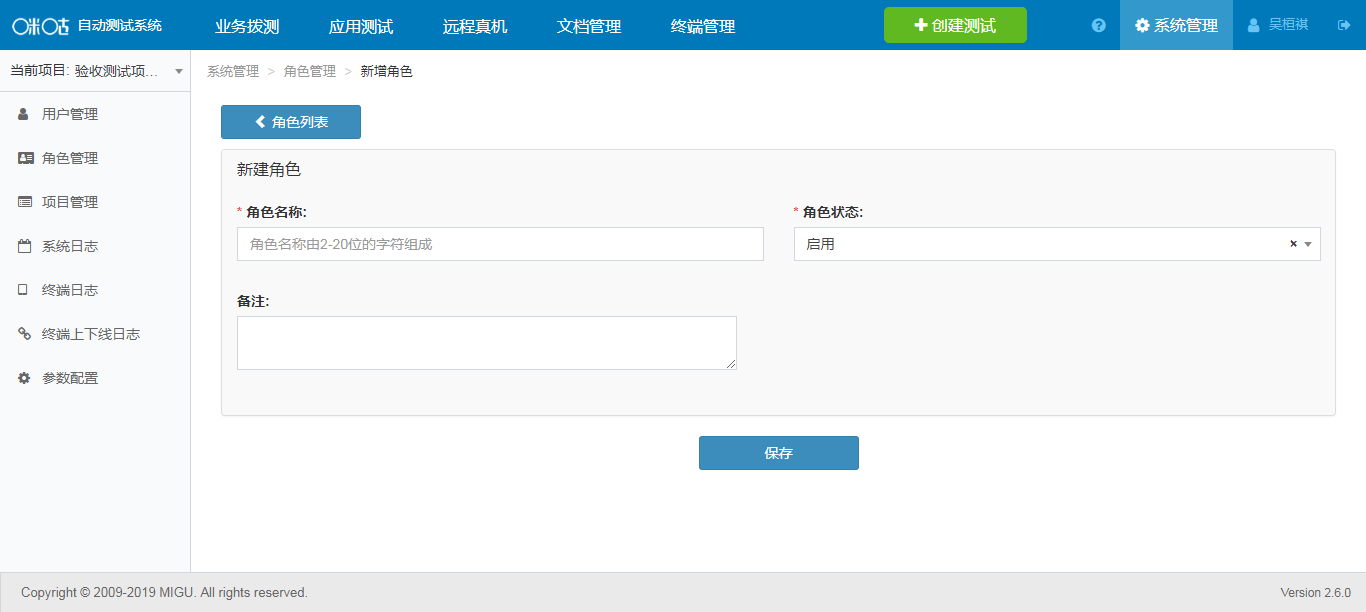 咪咕 自动测试系统 业务拨测 应用测试 远程真机 文档管理 终端管理 创建测试 系统管理 吴桓祺
当前项目: 验收测试项... 系统管理 > 角色管理 > 新增角色
用户管理
角色管理
项目管理
系统日志
终端日志
终端上下线日志
参数配置
角色列表
新建角色
* 角色名称: * 角色状态:
角色名称由2-20位的字符组成 启用 ×
备注:
保存
Copyright © 2009-2019 MIGU. All rights reserved. Version 2.6.0